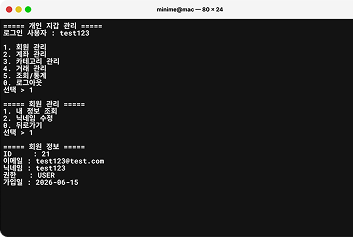 minime@mac — 80 × 24
===== 개인 지갑 관리 =====
로그인 사용자 : test123
1. 회원 관리
2. 계좌 관리
3. 카테고리 관리
4. 거래 관리
5. 조회/통계
0. 로그아웃
선택 > 1
===== 회원 관리 =====
1. 내 정보 조회
2. 닉네임 수정
0. 뒤로가기
선택 > 1
===== 회원 정보 =====
ID : 21
이메일 : test123@test.com
닉네임 : test123
권한 : USER
가입일 : 2026-06-15